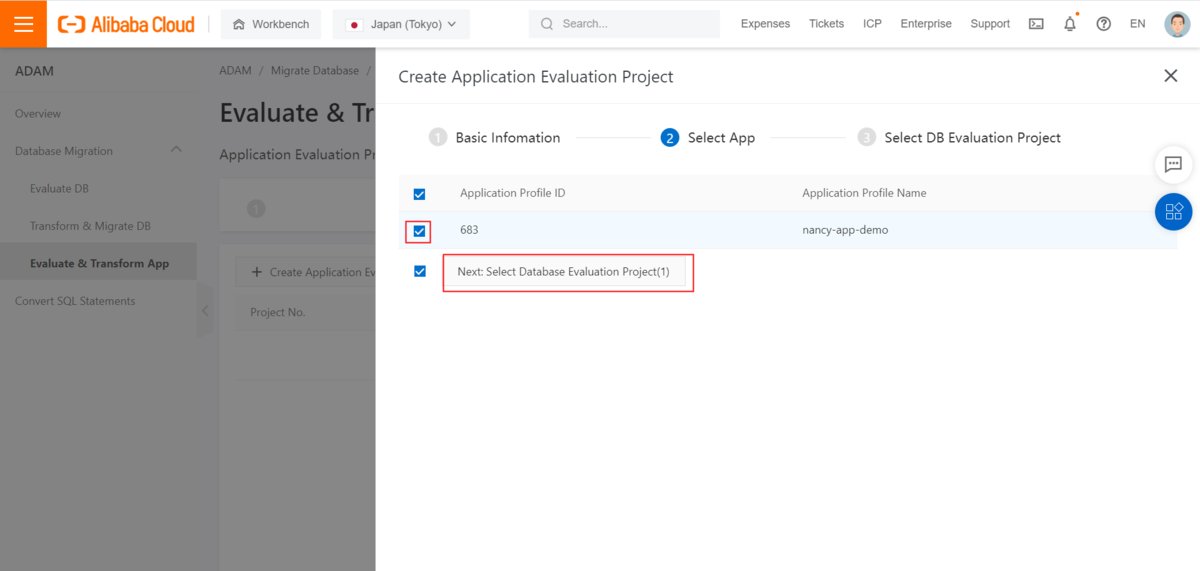 Alibaba Cloud
Workbench
Japan (Tokyo)
Search...
Expenses
Tickets
ICP
Enterprise
Support
EN
ADAM
Overview
Database Migration
Evaluate DB
Transform & Migrate DB
Evaluate & Transform App
Convert SQL Statements
ADAM / Migrate Database /
Evaluate & Tr
Application Evaluation Pr
1
+ Create Application Ev
Project No.
Create Application Evaluation Project
1 Basic Infomation
2 Select App
3 Select DB Evaluation Project
Application Profile ID Application Profile Name
683 nancy-app-demo
Next: Select Database Evaluation Project(1)